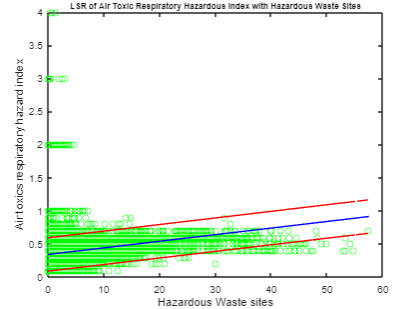 LSR of Air Toxic Respiratory Hazardous Index with Hazardous Waste Sites
4
3.5
3
2.5
2
1.5
1
0.5
0
Air toxics respiratory hazard index
0 10 20 30 40 50 60
Hazardous Waste sites